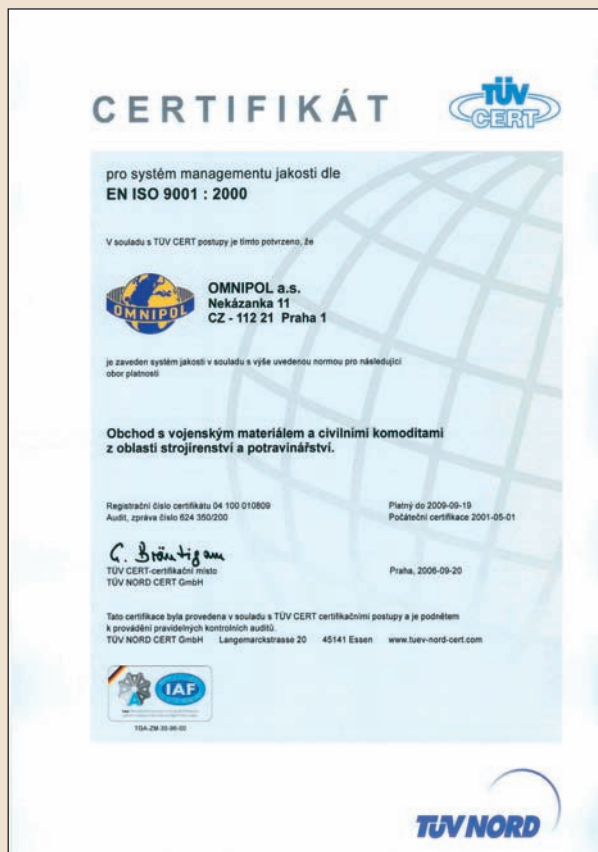 CERTIFIKÁT
TÜV
CERT
pro systém managementu jakosti dle
EN ISO 9001 : 2000
V souladu s TÜV CERT postupy je tímto potvrzeno, že
OMNIPOL
OMNIPOL a.s.
Nekázanka 11
CZ - 112 21 Praha 1
je zaveden systém jakosti v souladu s výše uvedenou normou pro následující
obor platnosti
Obchod s vojenským materiálem a civilními komoditami
z oblasti strojírenství a potravinářství.
Registrační číslo certifikátu 04 100 010809
Audit, zpráva číslo 624 350/200
Platný do 2009-09-19
Počáteční certifikace 2001-05-01
TÜV CERT-certifikační místo
TÜV NORD CERT GmbH
Praha, 2006-09-20
Tato certifikace byla provedena v souladu s TÜV CERT certifikačními postupy a je podnětem
k provádění pravidelných kontrolních auditů.
TÜV NORD CERT GmbH Langemarckstrasse 20 45141 Essen www.tuev-nord-cert.com
IAF
TÜV NORD